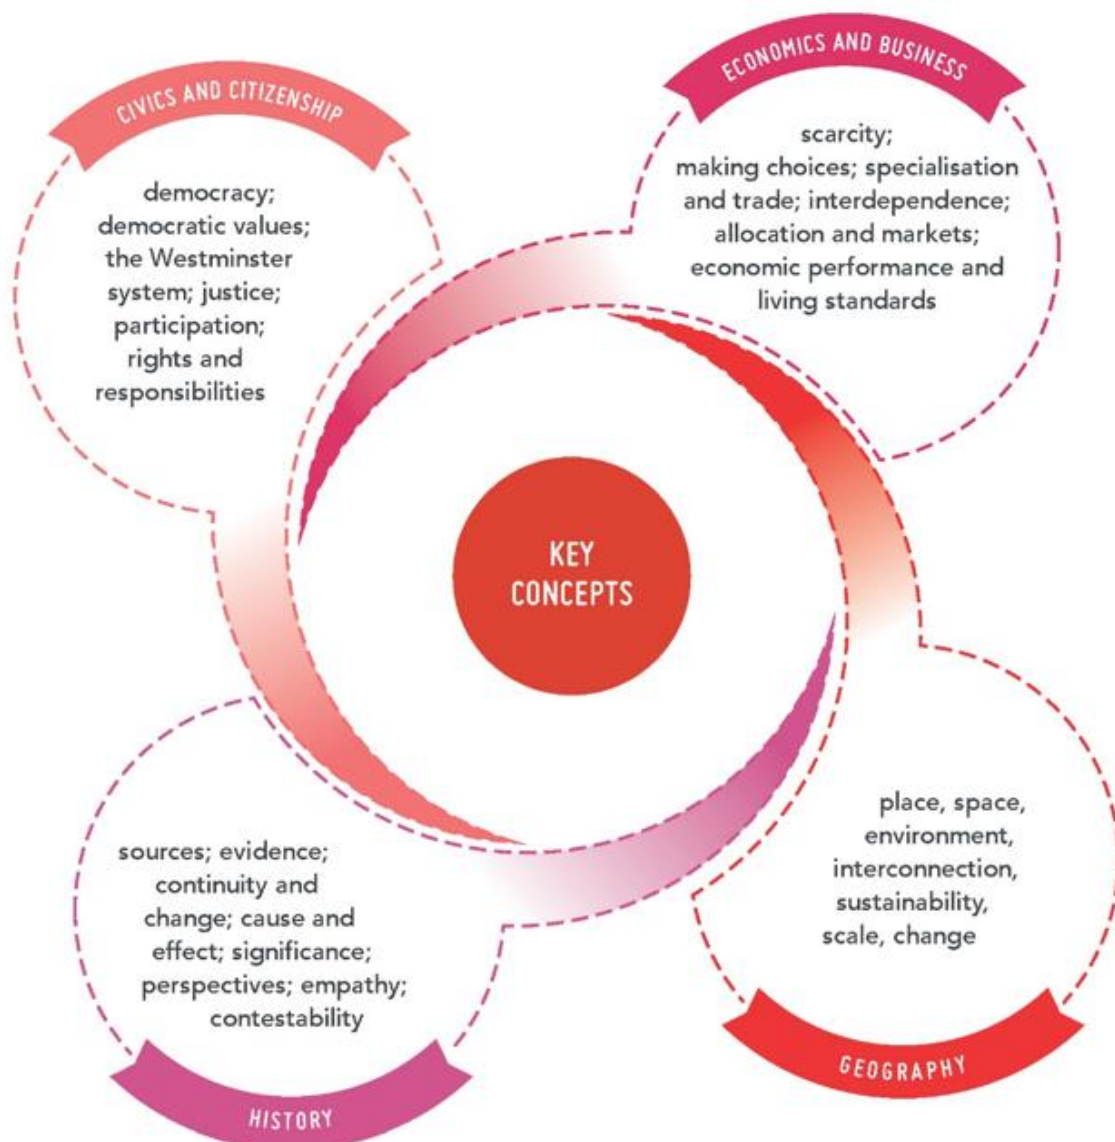 CIVICS AND CITIZENSHIP
democracy;
democratic values;
the Westminster
system; justice;
participation;
rights and
responsibilities
ECONOMICS AND BUSINESS
scarcity;
making choices; specialisation
and trade; interdependence;
allocation and markets;
economic performance and
living standards
KEY
CONCEPTS
sources; evidence;
continuity and
change; cause and
effect; significance;
perspectives; empathy;
contestability
HISTORY
place, space,
environment,
interconnection,
sustainability,
scale, change
GEOGRAPHY